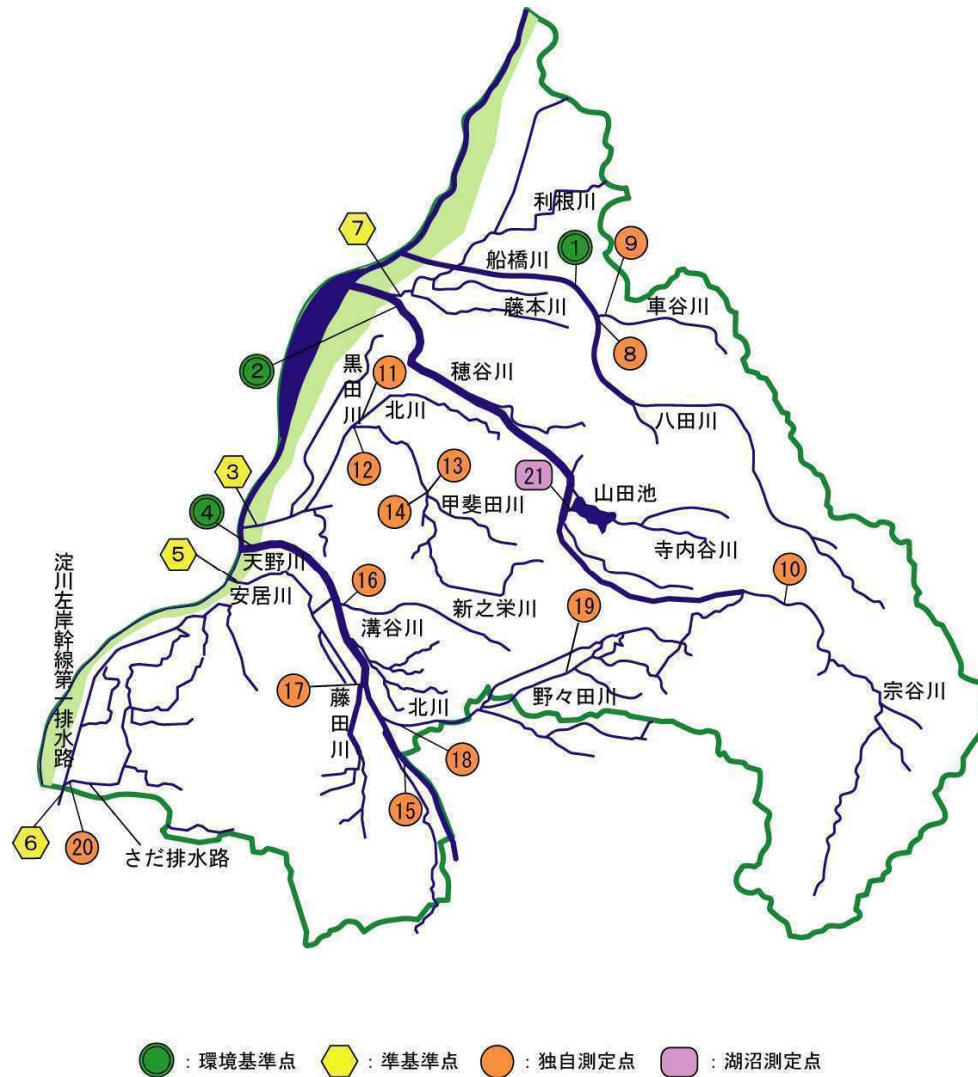 利根川
7
船橋川
1
9
藤本川
車谷川
8
2
黒田川
11
穂谷川
北川
八田川
12
13
3
14
21
山田池
甲斐田川
4
寺内谷川
5
天野川
16
10
安居川
新之栄川
19
淀川左岸幹線第一排水路
溝谷川
17
藤田川
北川
野々田川
宗谷川
18
15
6
20
さだ排水路
:環境基準点
:準基準点
:独自測定点
:湖沼測定点